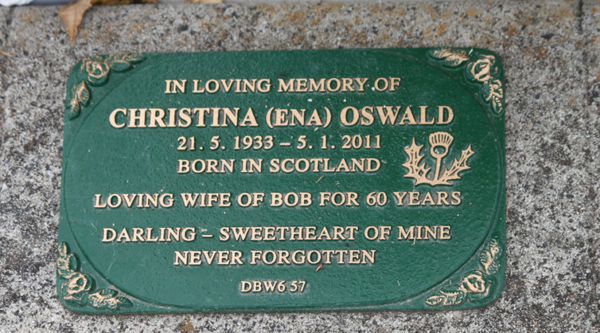 IN LOVING MEMORY OF
CHRISTINA (ENA) OSWALD
21. 5. 1933 – 5. 1. 2011
BORN IN SCOTLAND
LOVING WIFE OF BOB FOR 60 YEARS
DARLING – SWEETHEART OF MINE
NEVER FORGOTTEN
DBW6 57